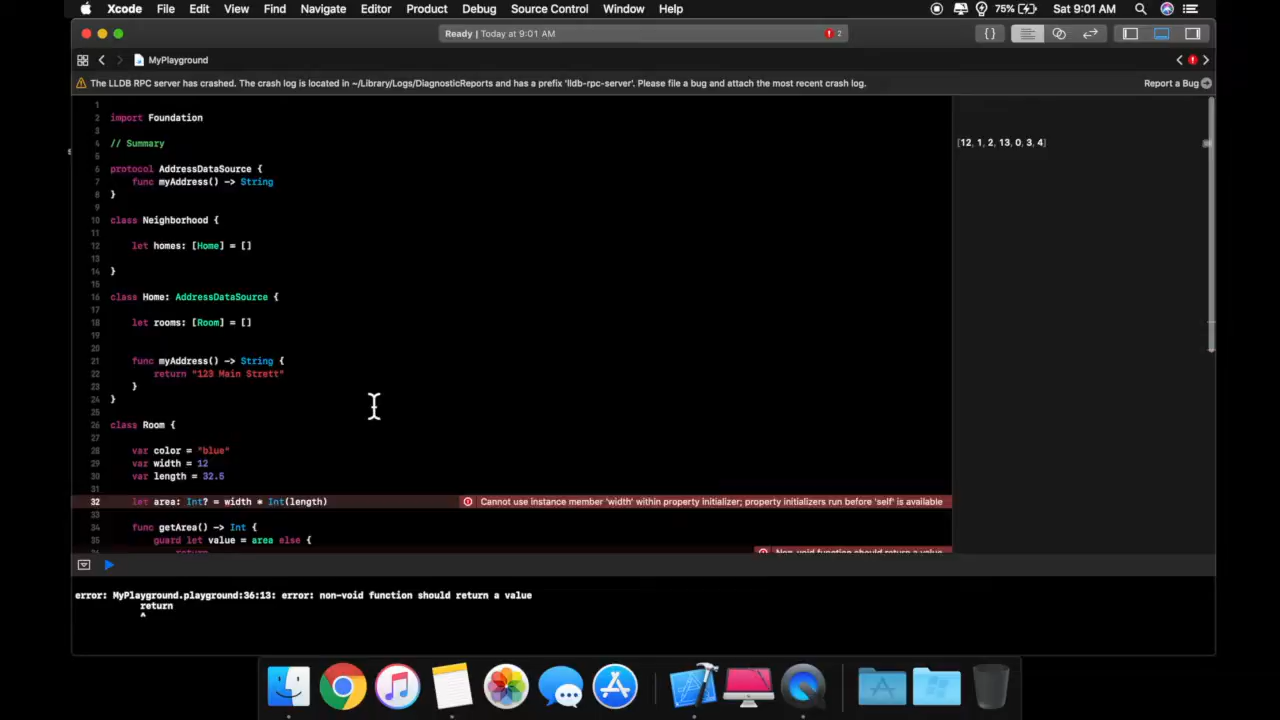 Xcode File Edit View Find Navigate Editor Product Debug Source Control Window Help 75% Sat 9:01 AM
Ready | Today at 9:01 AM 2
{}
MyPlayground
The LLDB RPC server has crashed. The crash log is located in ~/Library/Logs/DiagnosticReports and has a prefix 'lldb-rpc-server'. Please file a bug and attach the most recent crash log. Report a Bug
1
2 import Foundation
3
4 // Summary [12, 1, 2, 13, 0, 3, 4]
5
6 protocol AddressDataSource {
7 func myAddress() -> String
8 }
9
10 class Neighborhood {
11
12 let homes: [Home] = []
13
14 }
15
16 class Home: AddressDataSource {
17
18 let rooms: [Room] = []
19
20
21 func myAddress() -> String {
22 return "123 Main Strett"
23 }
24 }
25
26 class Room {
27
28 var color = "blue"
29 var width = 12
30 var length = 32.5
31
32 let area: Int? = width * Int(length) Cannot use instance member 'width' within property initializer; property initializers run before 'self' is available
33
34 func getArea() -> Int {
35 guard let value = area else {
36 return Non-void function should return a value
error: MyPlayground.playground:36:13: error: non-void function should return a value
return
^